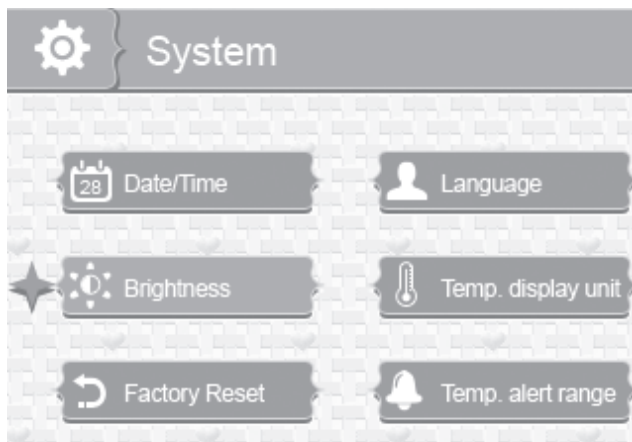 System
28 Date/Time
Language
Brightness
Temp. display unit
Factory Reset
Temp. alert range